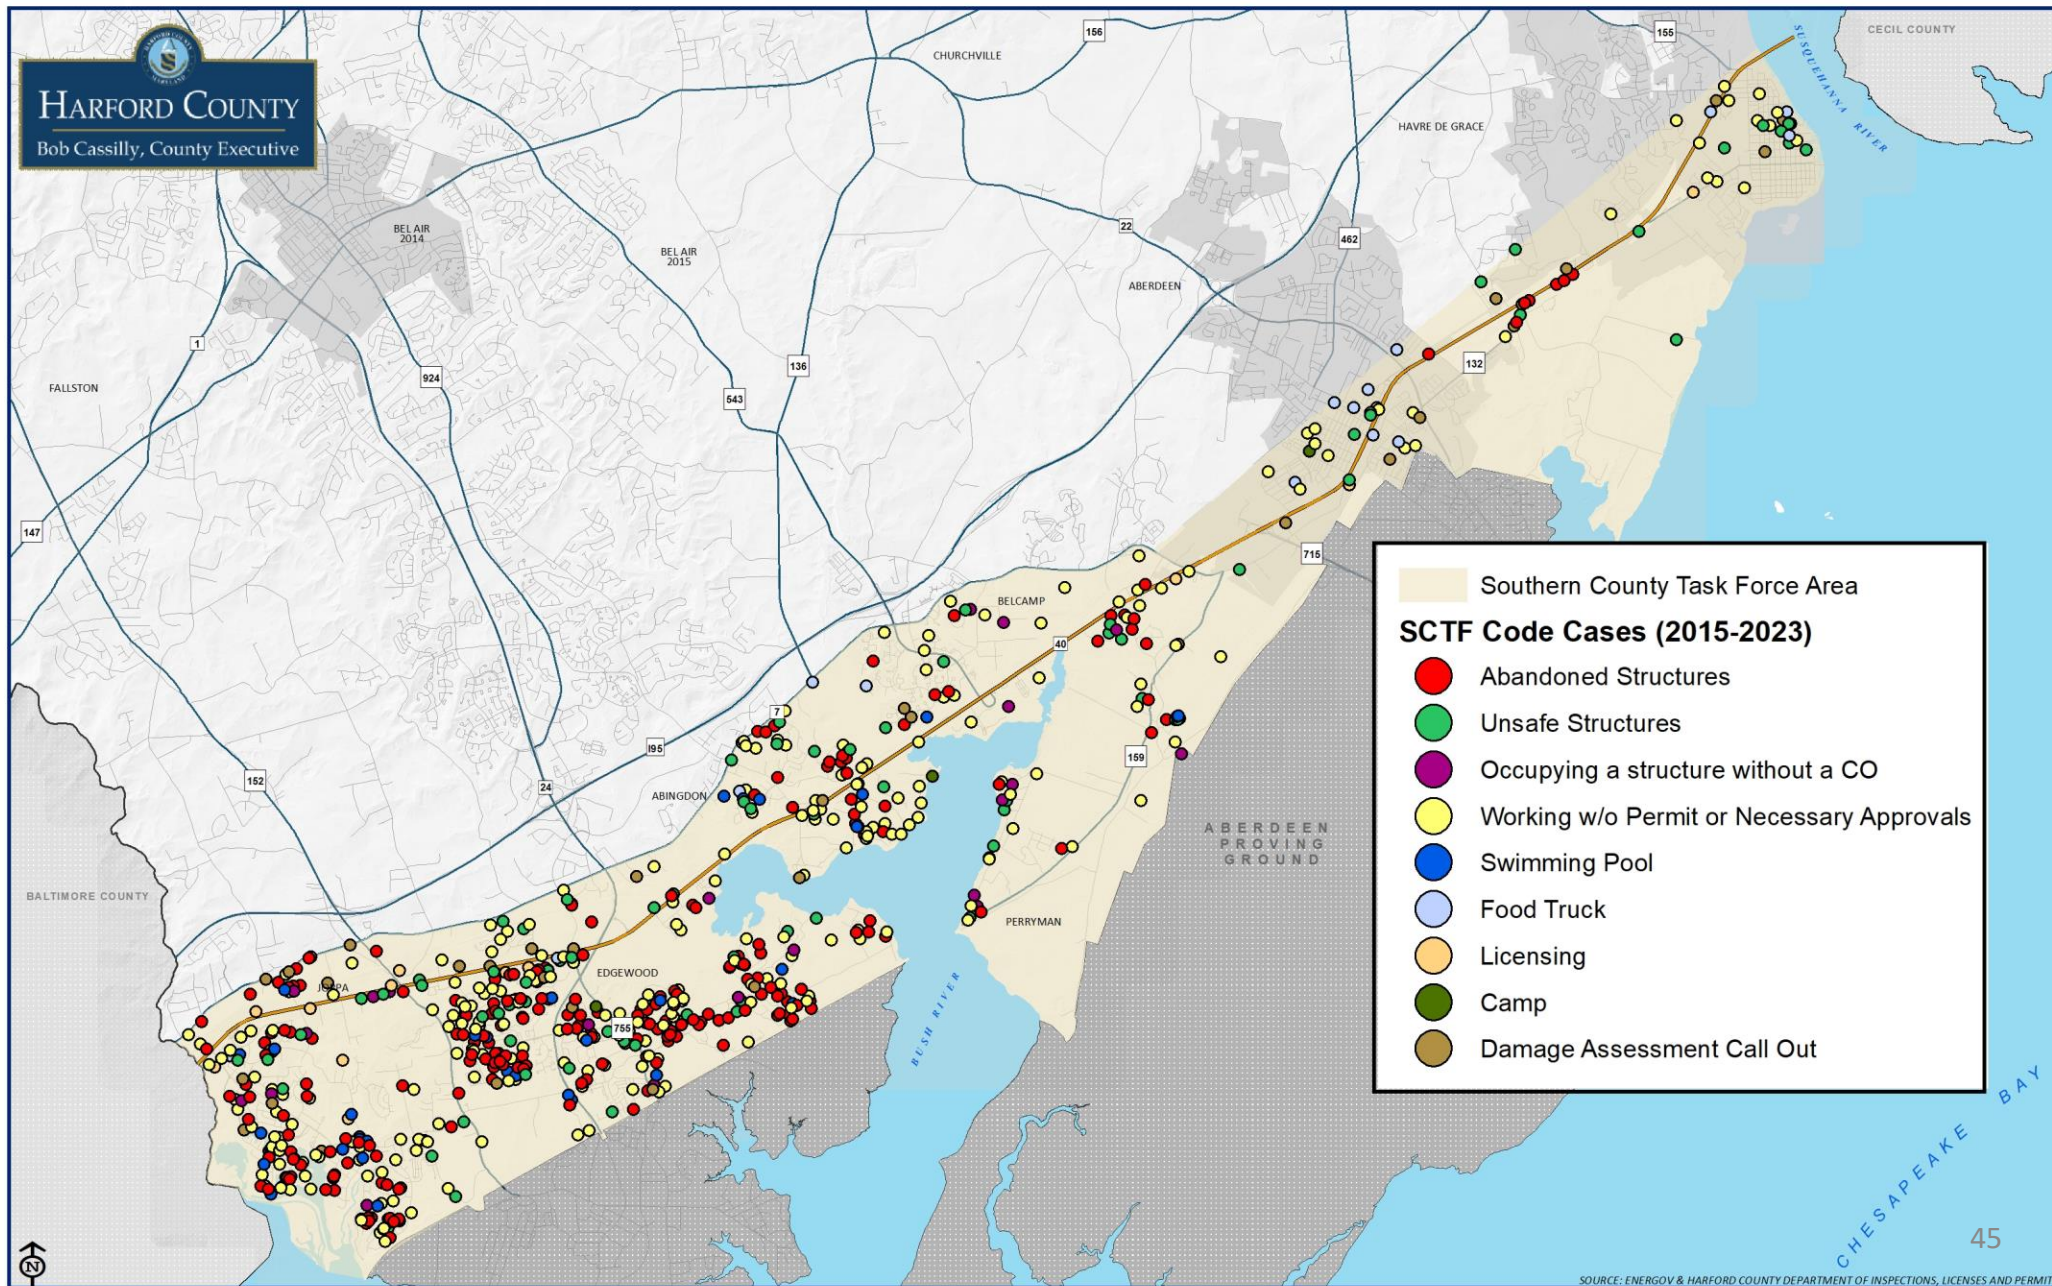 HARFORD COUNTY
MARYLAND
HARFORD COUNTY
Bob Cassilly, County Executive
156
155
CECIL COUNTY
CHURCHVILLE
SUSQUEHANNA RIVER
HAVRE DE GRACE
BEL AIR
2014
BEL AIR
2015
22
462
ABERDEEN
1
136
132
924
FALLSTON
543
147
715
BELCAMP
40
7
I95
159
152
24
ABINGDON
ABERDEEN
PROVING
GROUND
BALTIMORE COUNTY
PERRYMAN
EDGEWOOD
JOPPA
755
BUSH RIVER
CHESAPEAKE BAY
Southern County Task Force Area
SCTF Code Cases (2015-2023)
Abandoned Structures
Unsafe Structures
Occupying a structure without a CO
Working w/o Permit or Necessary Approvals
Swimming Pool
Food Truck
Licensing
Camp
Damage Assessment Call Out
45
N
SOURCE: ENERGOV & HARFORD COUNTY DEPARTMENT OF INSPECTIONS, LICENSES AND PERMIT